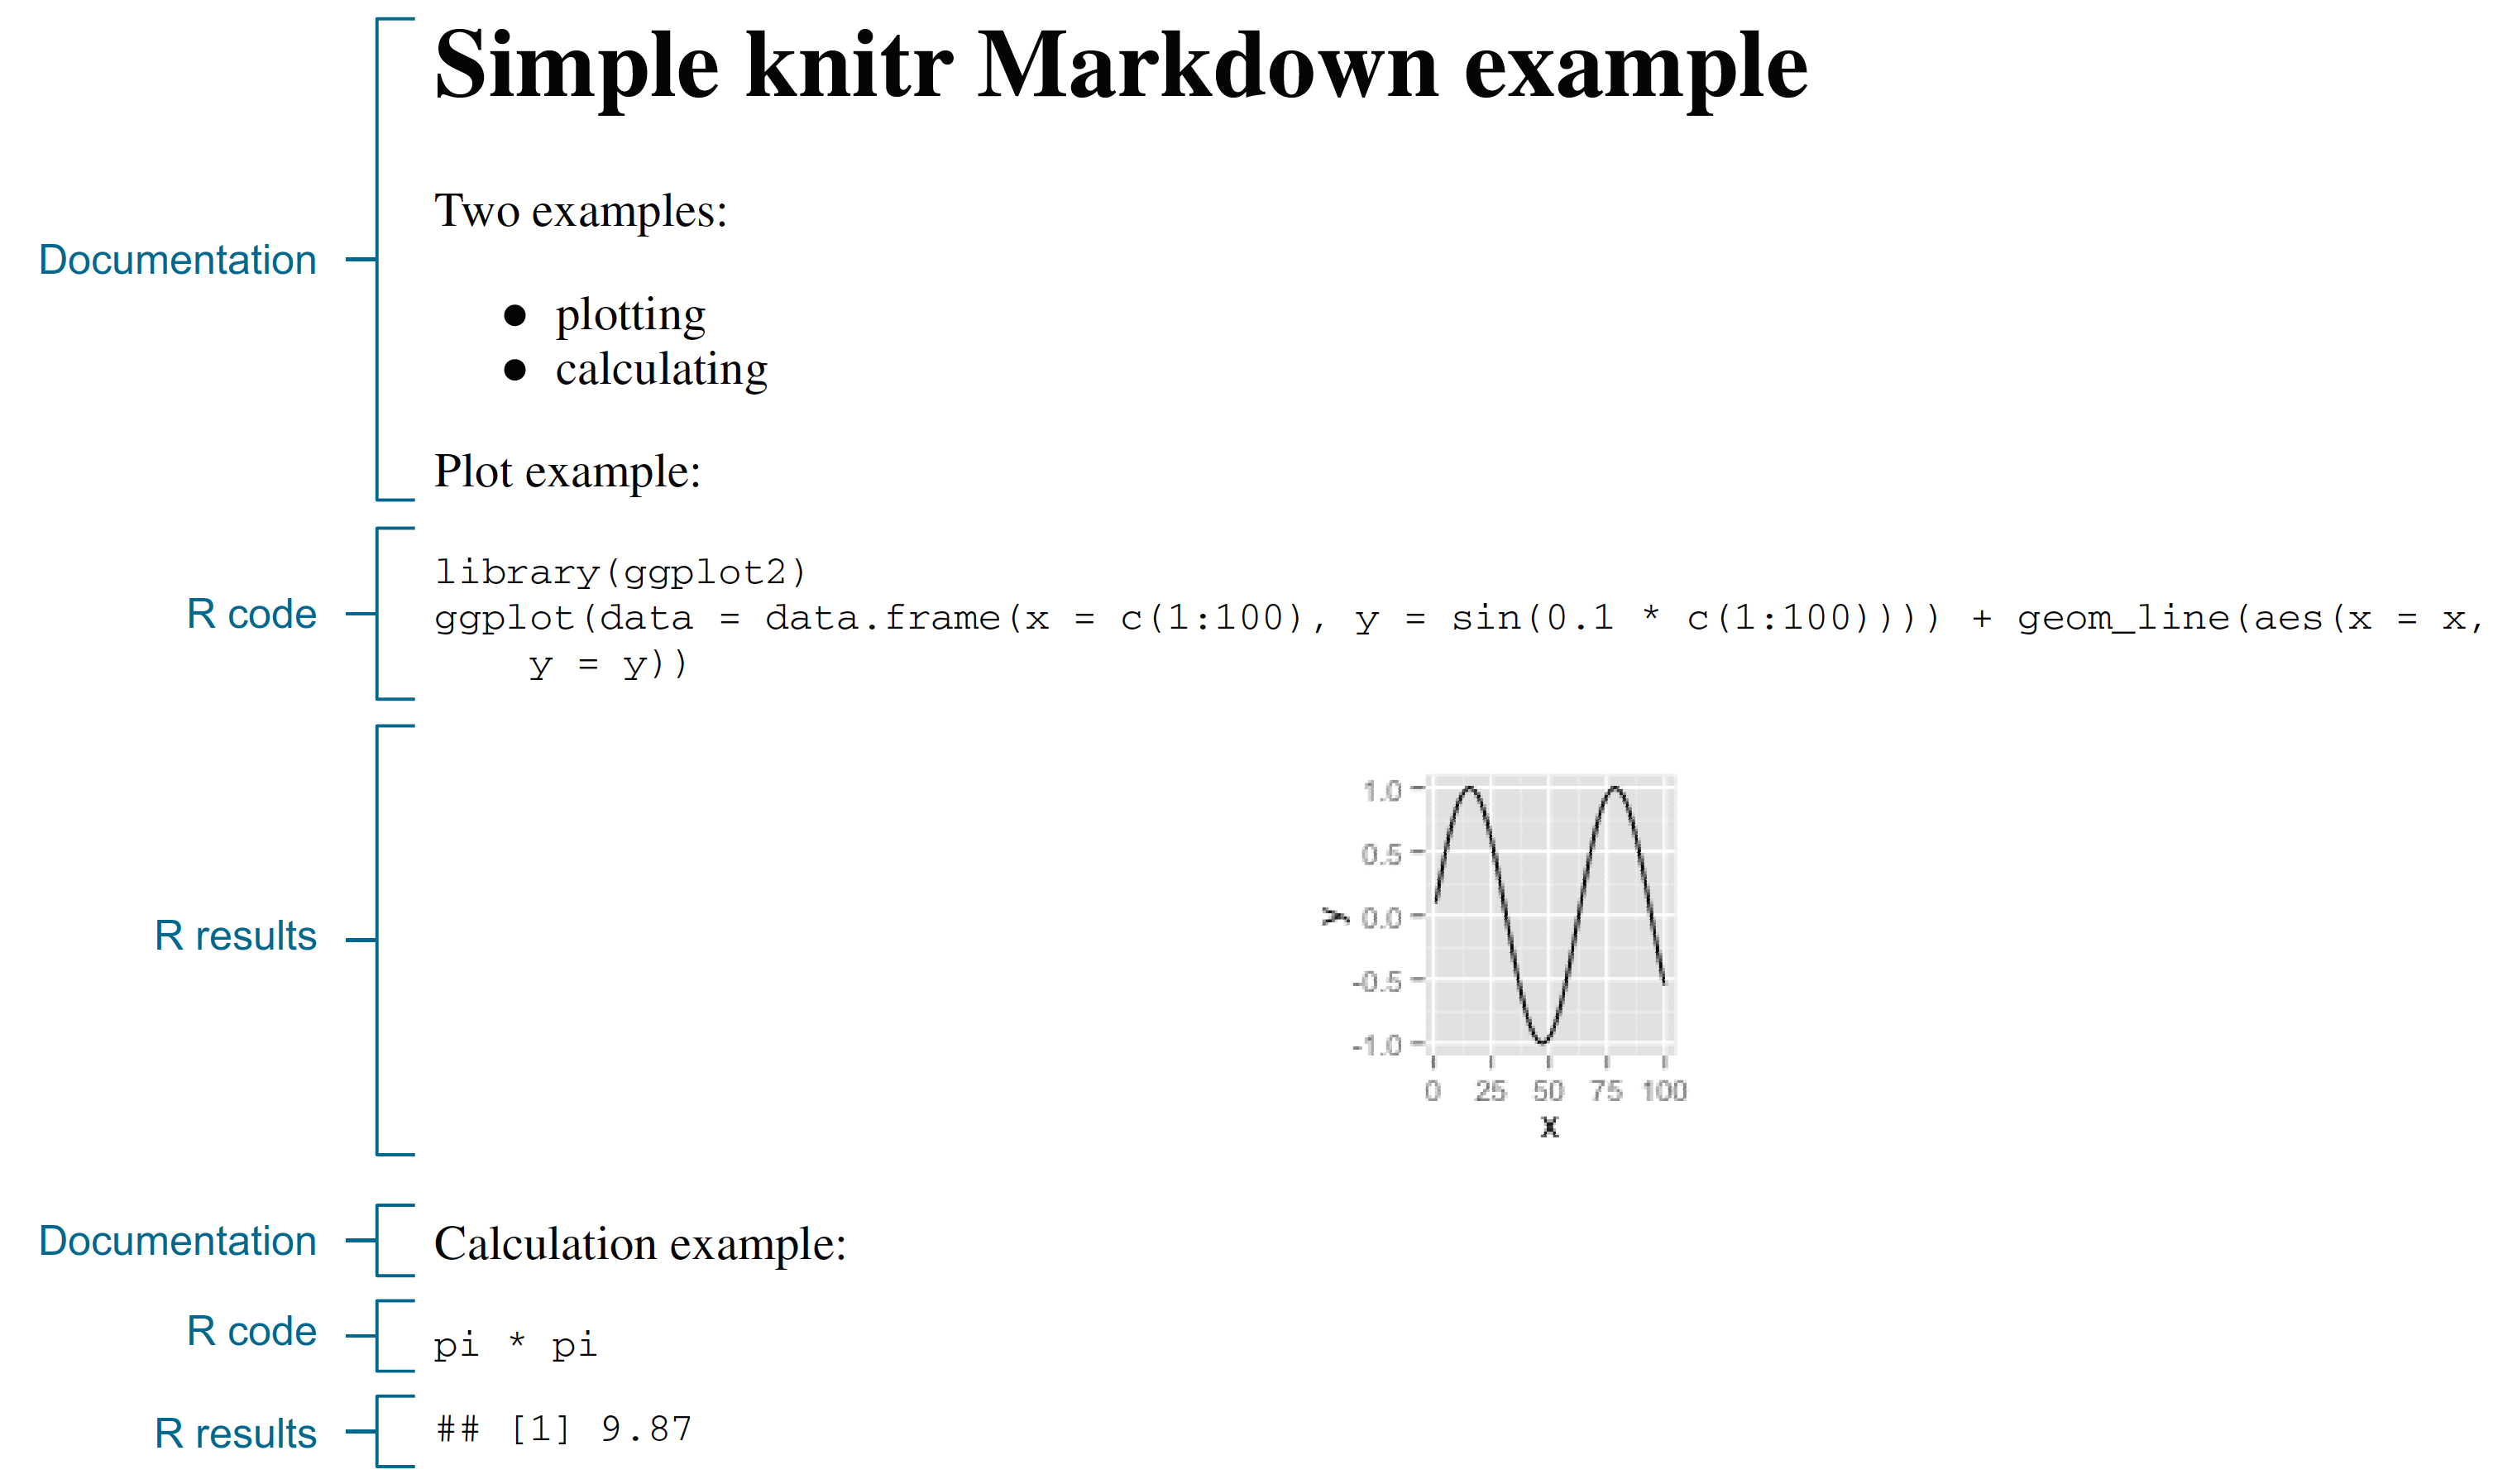 Simple knitr Markdown example
Two examples:
Documentation
● plotting
● calculating
Plot example:
library(ggplot2)
R code
ggplot(data = data.frame(x = c(1:100), y = sin(0.1 * c(1:100)))) + geom_line(aes(x = x,
y = y))
R results
1.0
0.5
y
0.0
-0.5
-1.0
0 25 50 75 100
x
Documentation
Calculation example:
R code
pi * pi
R results
## [1] 9.87